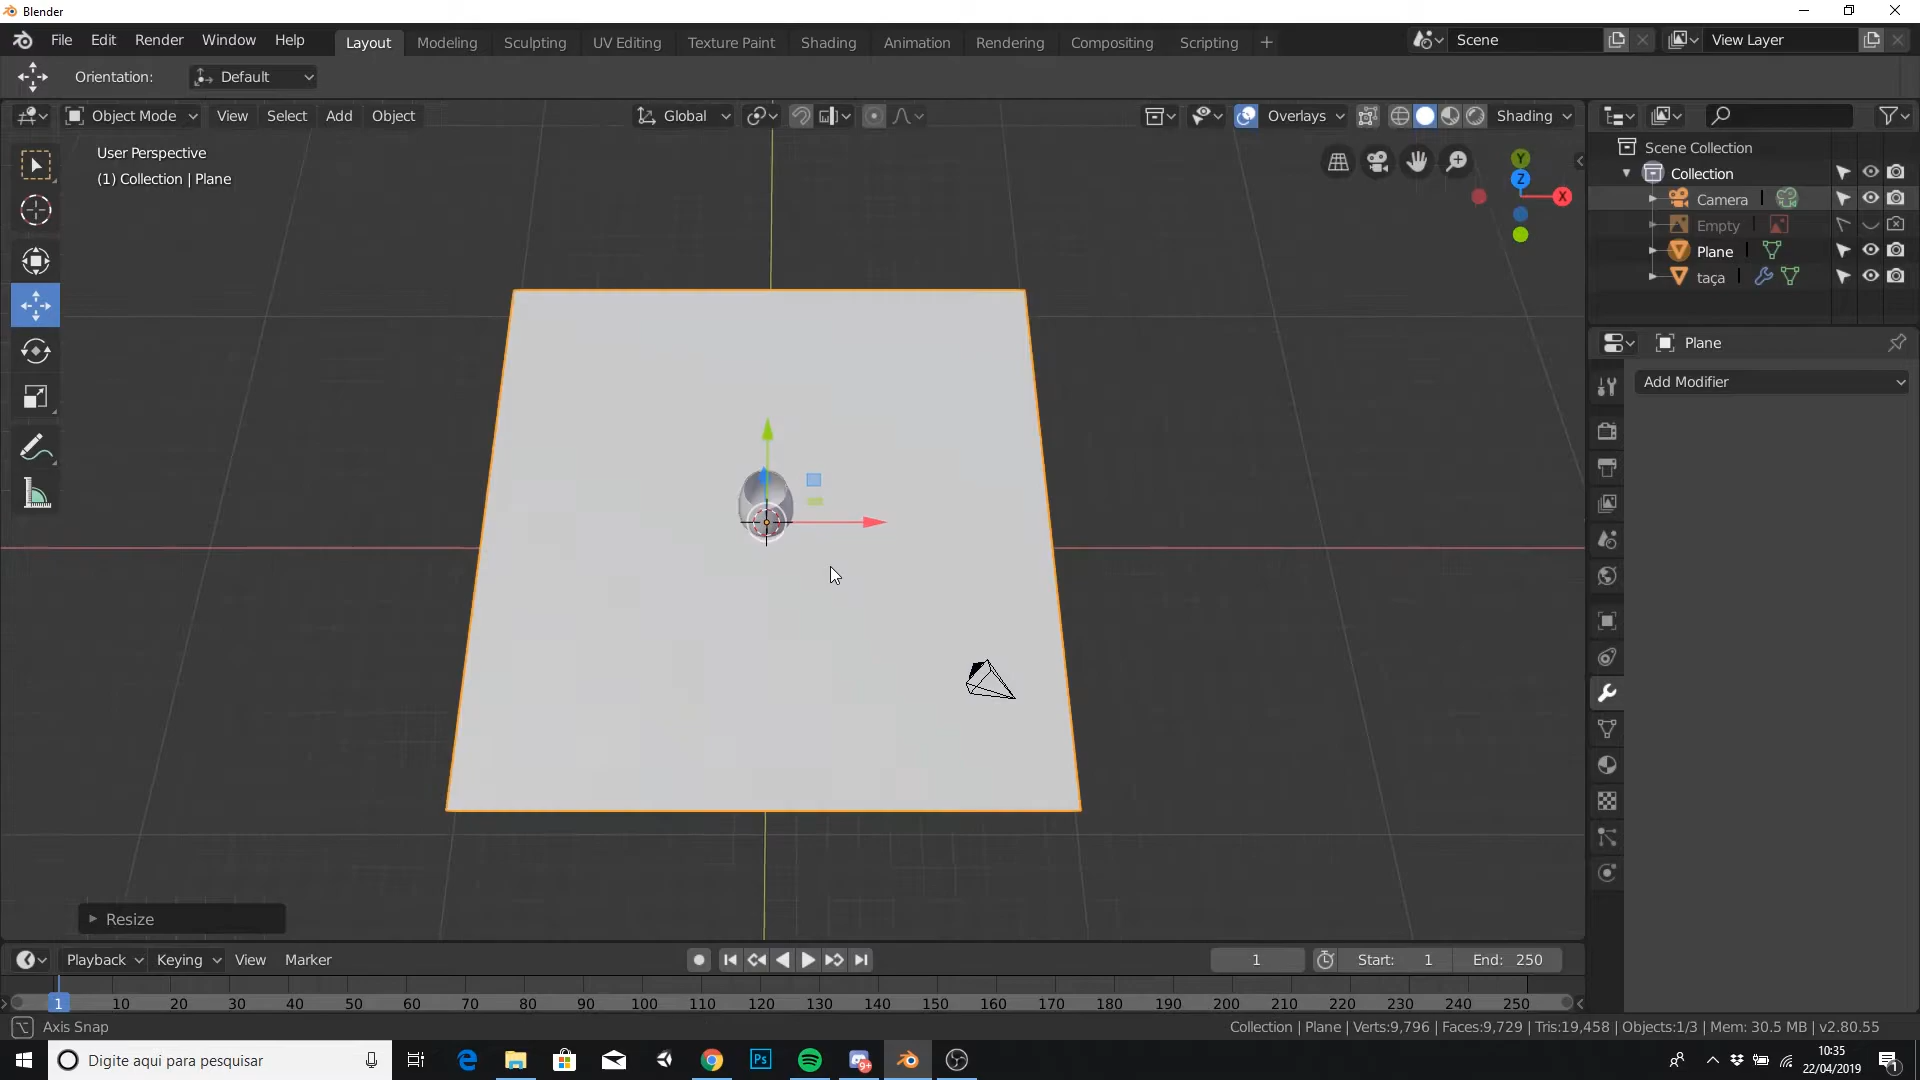 Blender
File Edit Render Window Help Layout Modeling Sculpting UV Editing Texture Paint Shading Animation Rendering Compositing Scripting + Scene View Layer
Orientation: Default
Object Mode View Select Add Object Global Overlays Shading
User Perspective
(1) Collection | Plane
Y
Z
X
Scene Collection
Collection
Camera
Empty
Plane
taça
Plane
Add Modifier
Resize
Playback Keying View Marker 1 Start: 1 End: 250
1 10 20 30 40 50 60 70 80 90 100 110 120 130 140 150 160 170 180 190 200 210 220 230 240 250
Axis Snap Collection | Plane | Verts:9,796 | Faces:9,729 | Tris:19,458 | Objects:1/3 | Mem: 30.5 MB | v2.80.55
Digite aqui para pesquisar
Ps
9+
10:35
22/04/2019
1